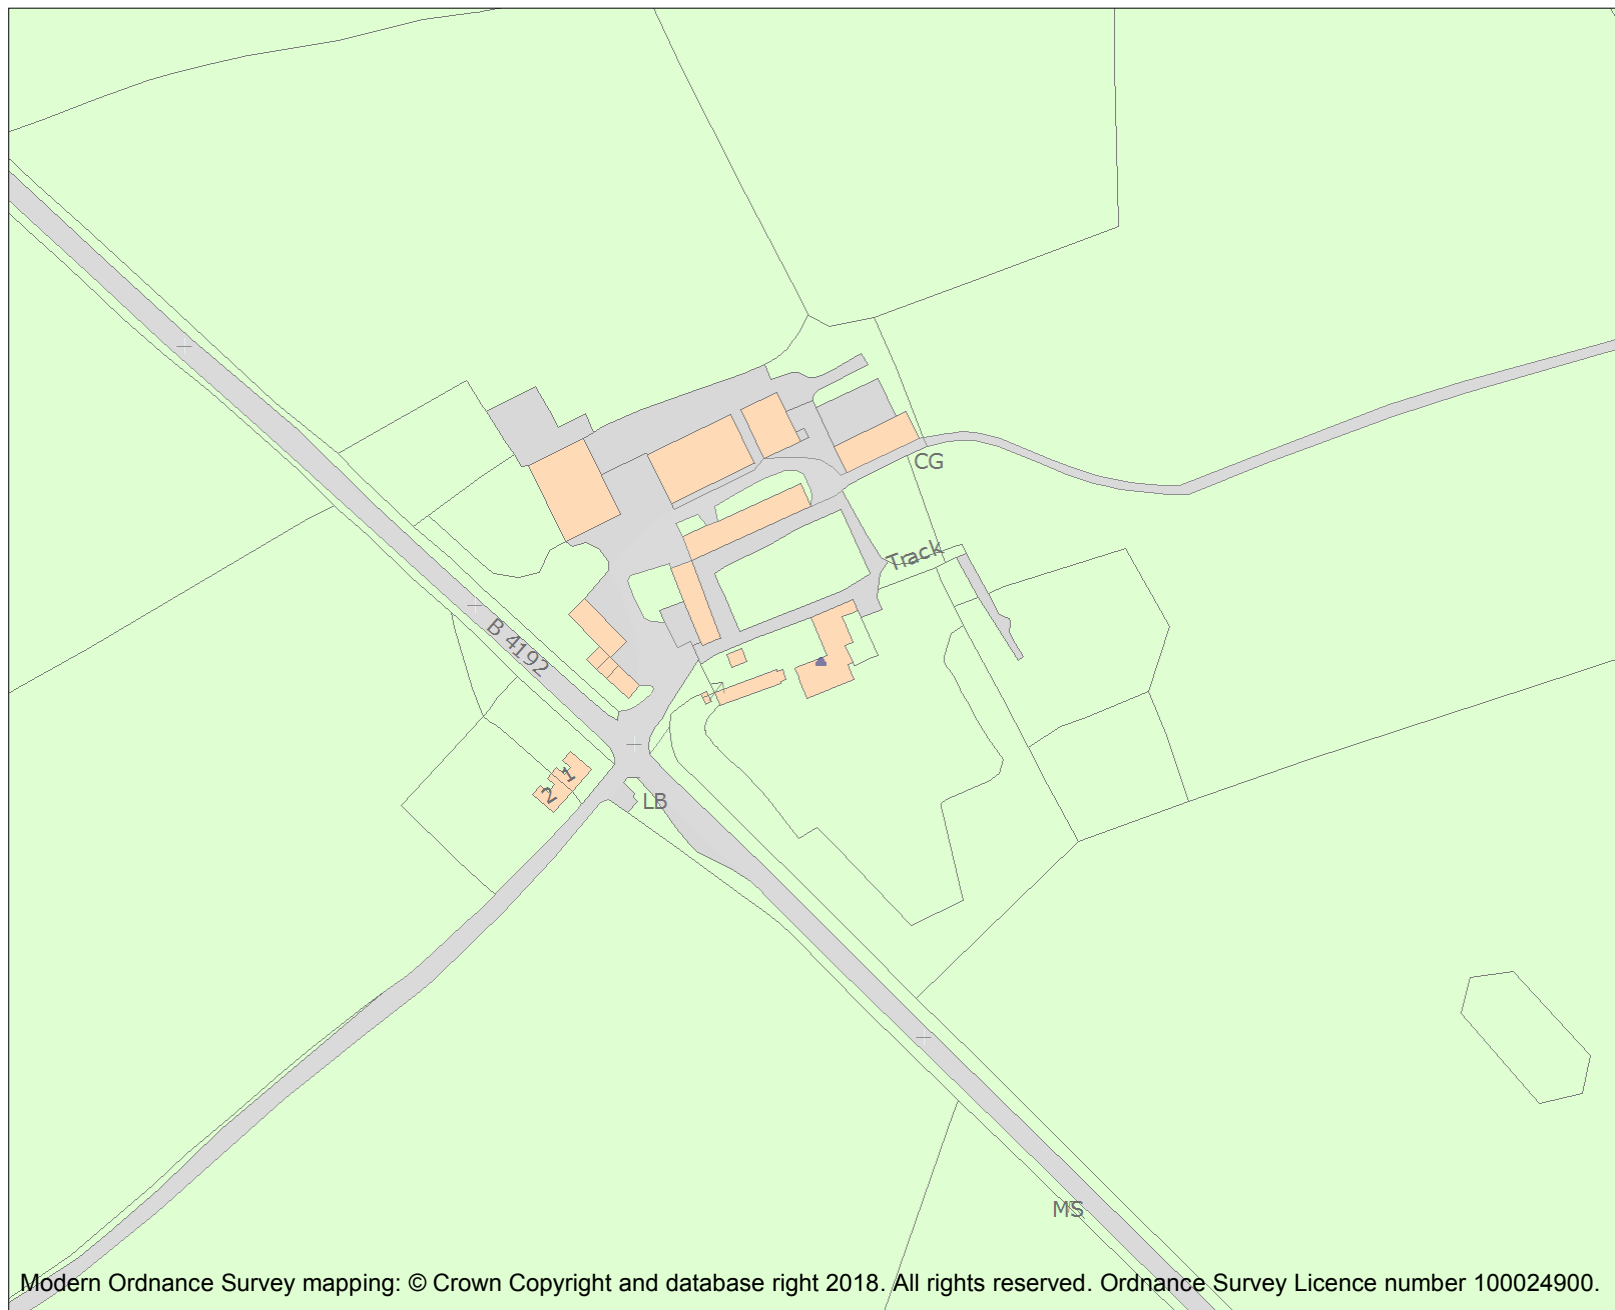 CG
Track
B 4192
1
2
LB
MS
Modern Ordnance Survey mapping: © Crown Copyright and database right 2018. All rights reserved. Ordnance Survey Licence number 100024900.